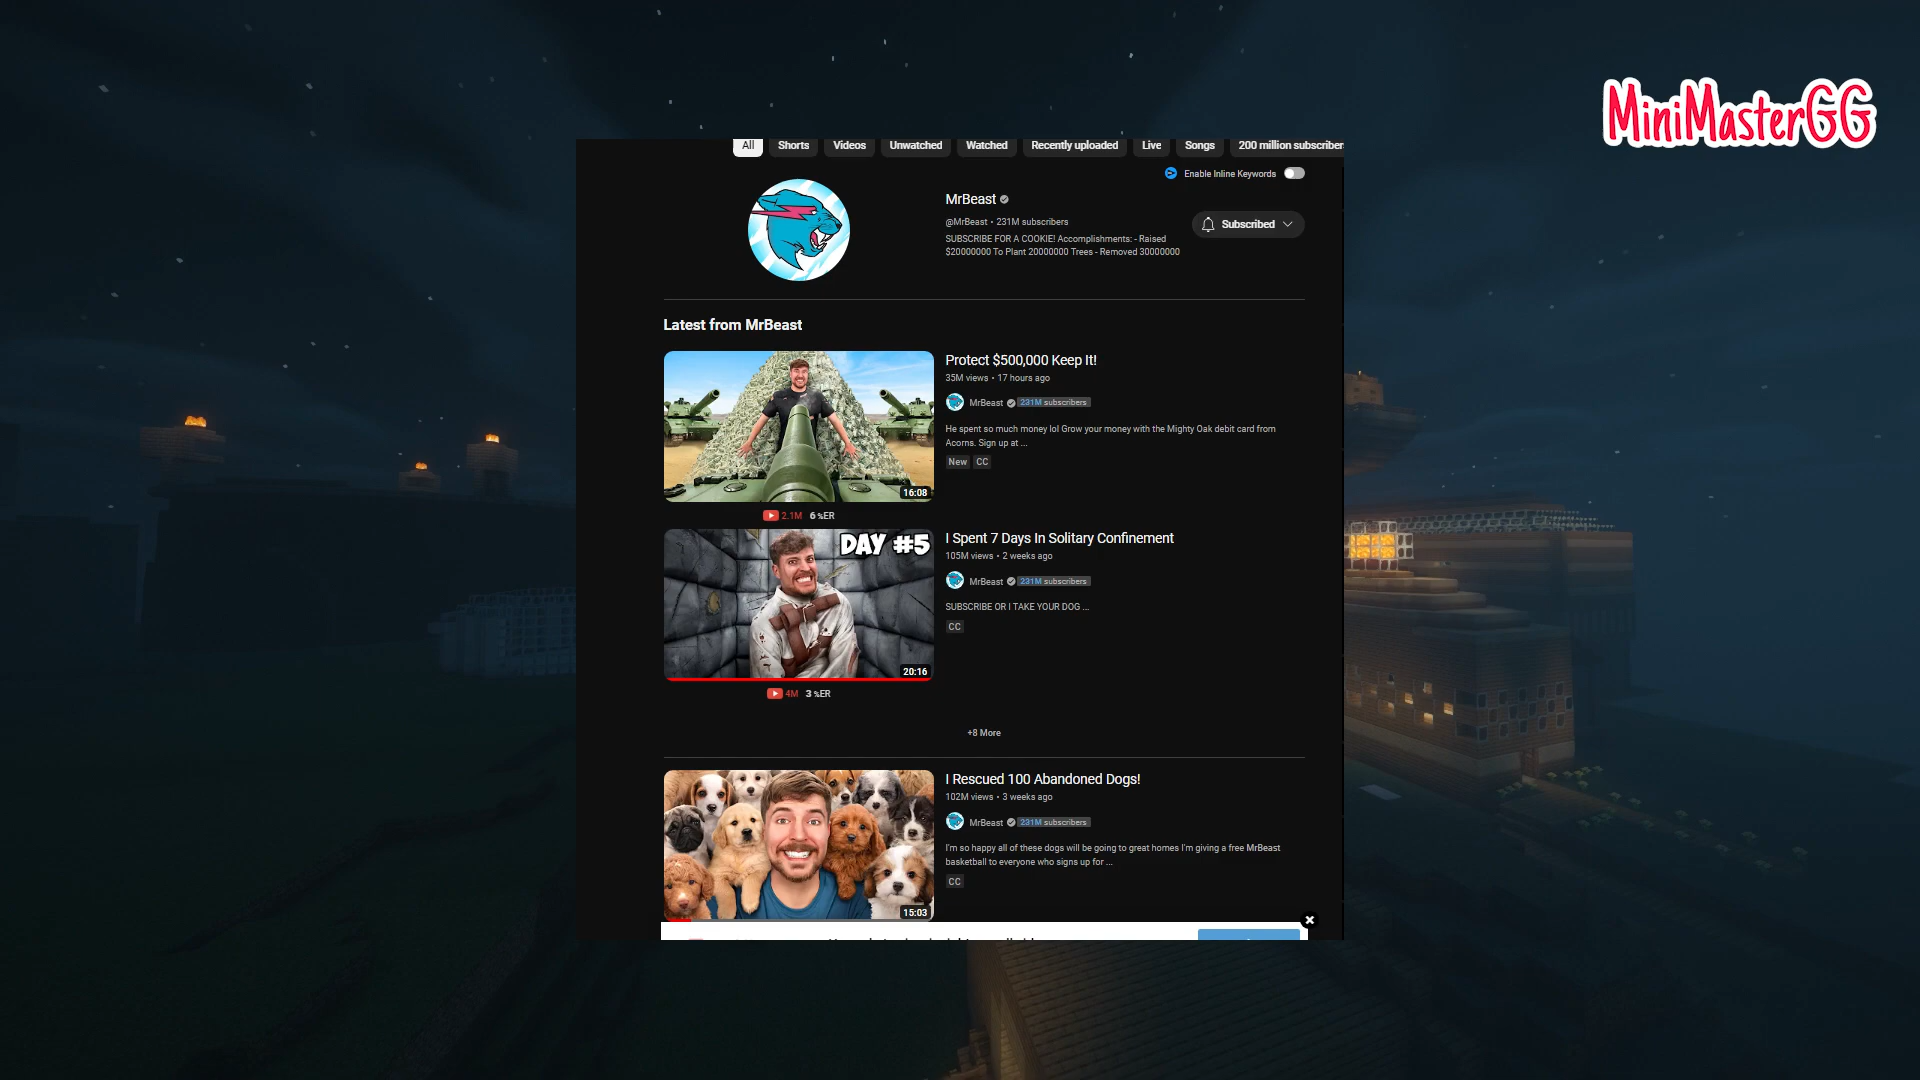 MiniMasterGG
All Shorts Videos Unwatched Watched Recently uploaded Live Songs 200 million subscribers
Enable Inline Keywords
MrBeast
@MrBeast • 231M subscribers
Subscribed
SUBSCRIBE FOR A COOKIE! Accomplishments: - Raised
$20000000 To Plant 20000000 Trees - Removed 30000000
Latest from MrBeast
Protect $500,000 Keep It!
35M views • 17 hours ago
MrBeast 231M subscribers
He spent so much money lol Grow your money with the Mighty Oak debit card from
Acorns. Sign up at ...
New CC
16:08
2.1M 6 %ER
DAY #5
I Spent 7 Days In Solitary Confinement
105M views • 2 weeks ago
MrBeast 231M subscribers
SUBSCRIBE OR I TAKE YOUR DOG ...
CC
20:16
4M 3 %ER
+8 More
I Rescued 100 Abandoned Dogs!
102M views • 3 weeks ago
MrBeast 231M subscribers
I'm so happy all of these dogs will be going to great homes I'm giving a free MrBeast
basketball to everyone who signs up for ...
CC
15:03